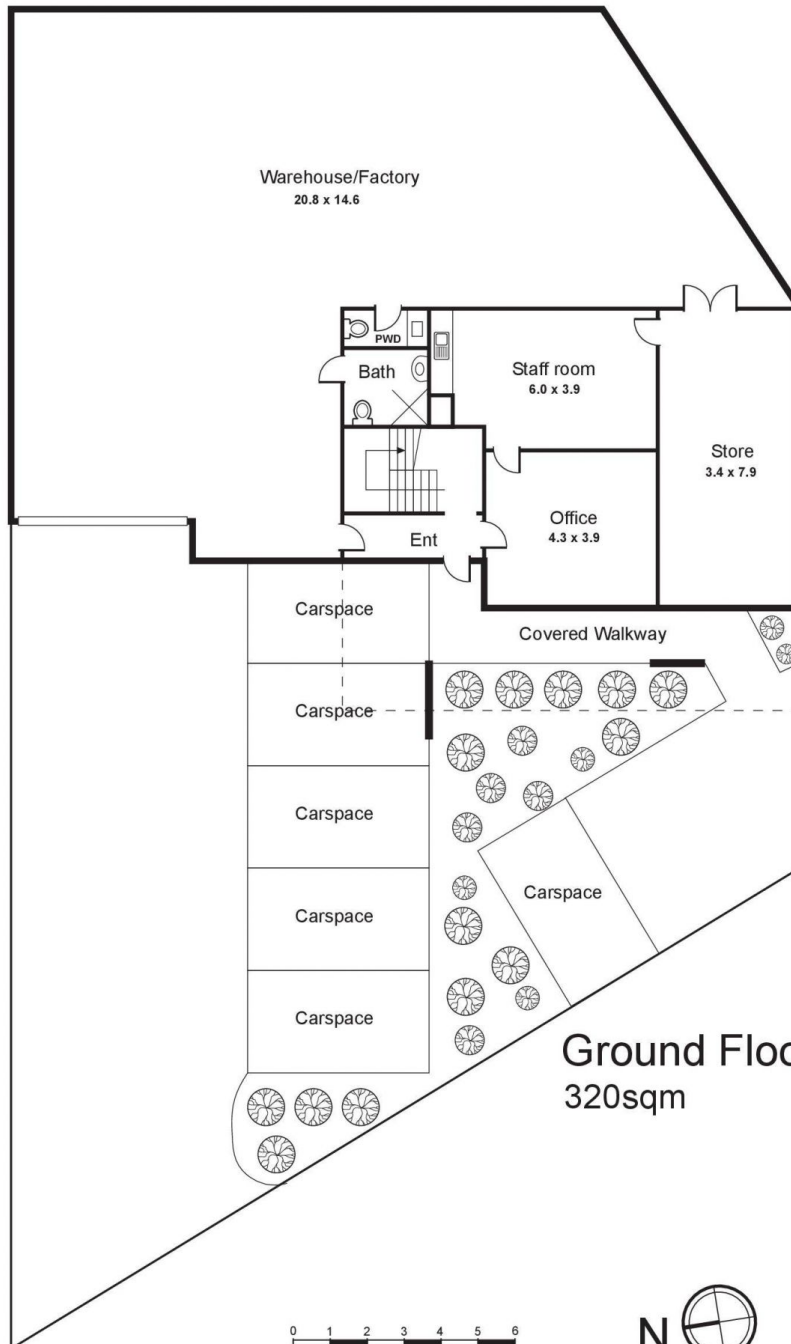 Warehouse/Factory
20.8 x 14.6
PWD
Bath
Staff room
6.0 x 3.9
Store
3.4 x 7.9
Office
4.3 x 3.9
Ent
Carspace
Covered Walkway
Carspace
Carspace
Carspace
Carspace
Carspace
Ground Floo
320sqm
0 1 2 3 4 5 6
N